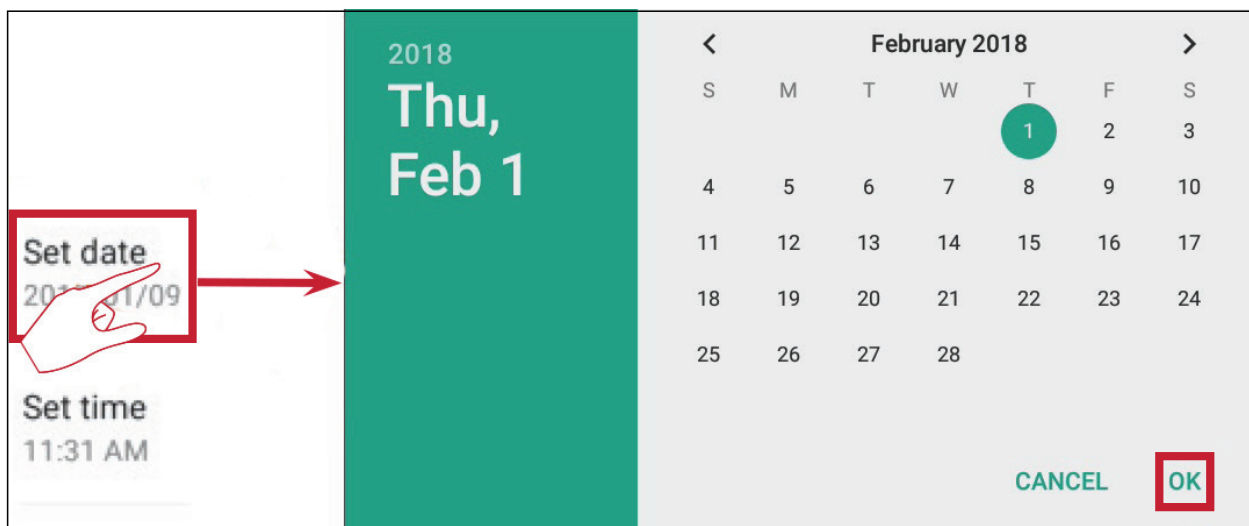 Set date
01/09
Set time
11:31 AM
2018
Thu,
Feb 1
February 2018
S M T W T F S
1 2 3
4 5 6 7 8 9 10
11 12 13 14 15 16 17
18 19 20 21 22 23 24
25 26 27 28
CANCEL OK